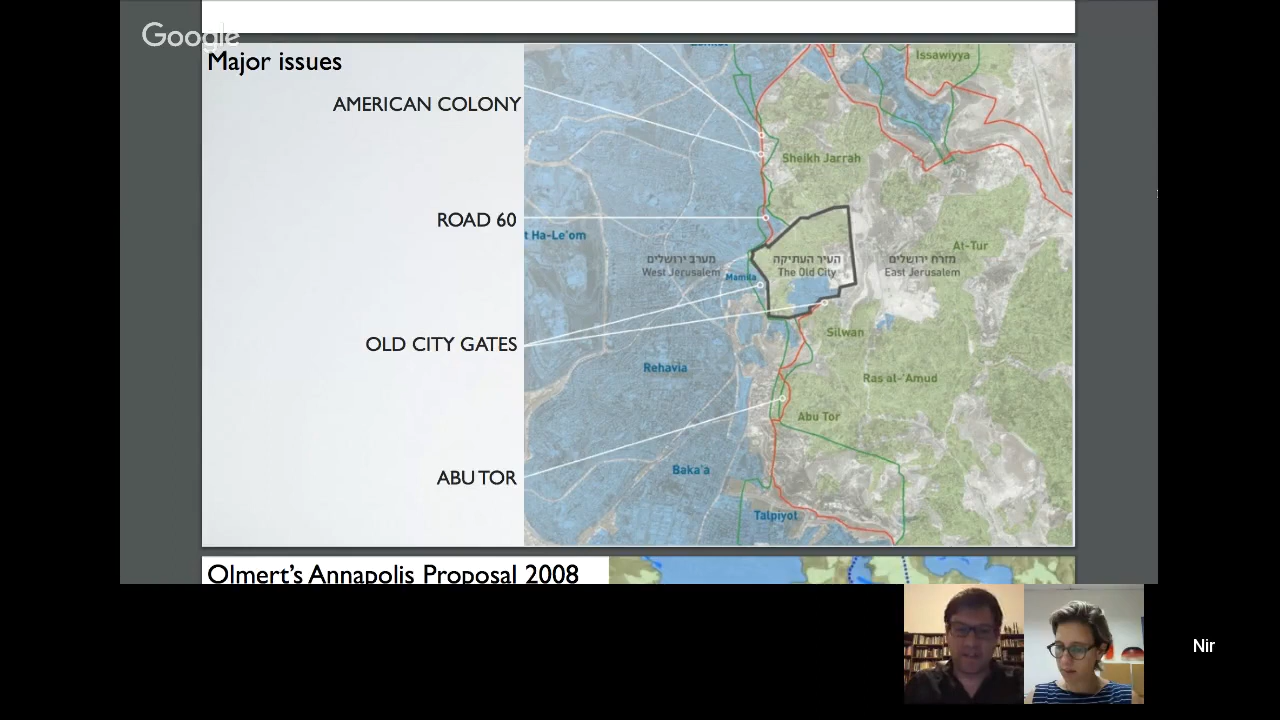 Google
Major issues
AMERICAN COLONY
ROAD 60
OLD CITY GATES
ABU TOR
Issawiyya
Sheikh Jarrah
t Ha-Le'om
מערב ירושלים
West Jerusalem
Mamila
העיר העתיקה
The Old City
מזרח ירושלים
East Jerusalem
At-Tur
Silwan
Rehavia
Ras al-'Amud
Abu Tor
Baka'a
Talpiyot
Olmert's Annapolis Proposal 2008
Nir